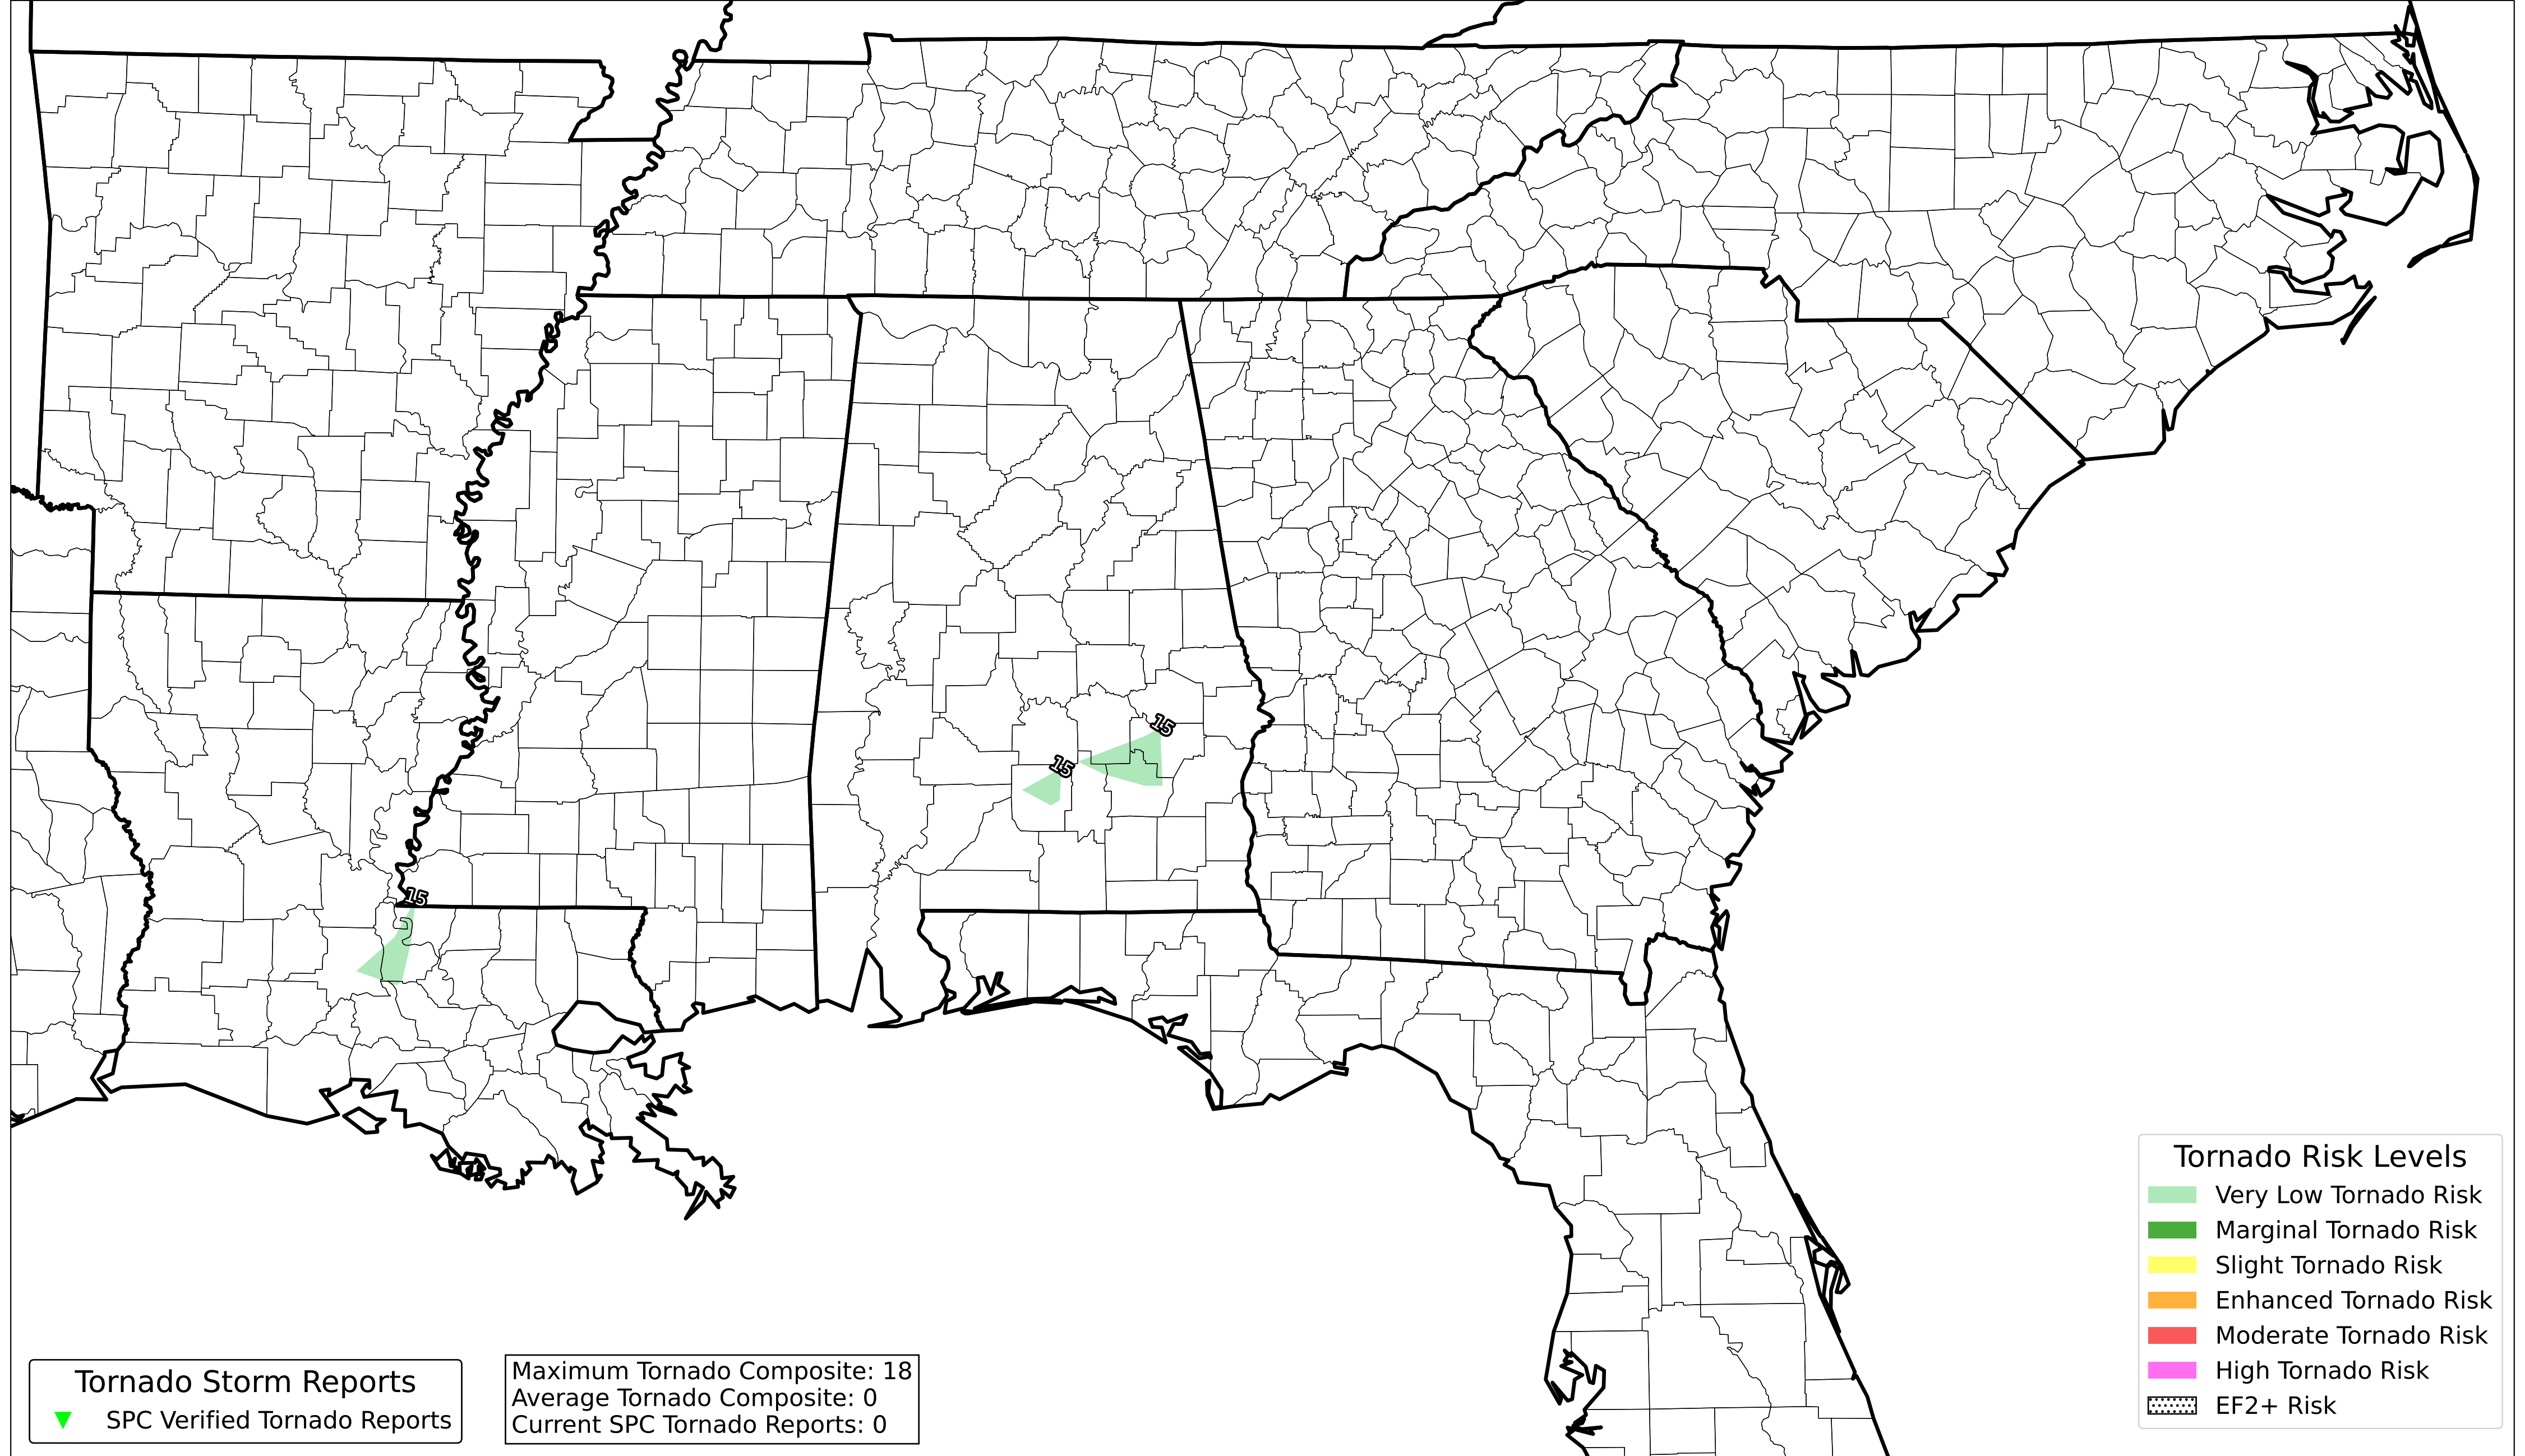 15
15
15
Tornado Storm Reports
SPC Verified Tornado Reports
Maximum Tornado Composite: 18
Average Tornado Composite: 0
Current SPC Tornado Reports: 0
Tornado Risk Levels
Very Low Tornado Risk
Marginal Tornado Risk
Slight Tornado Risk
Enhanced Tornado Risk
Moderate Tornado Risk
High Tornado Risk
EF2+ Risk